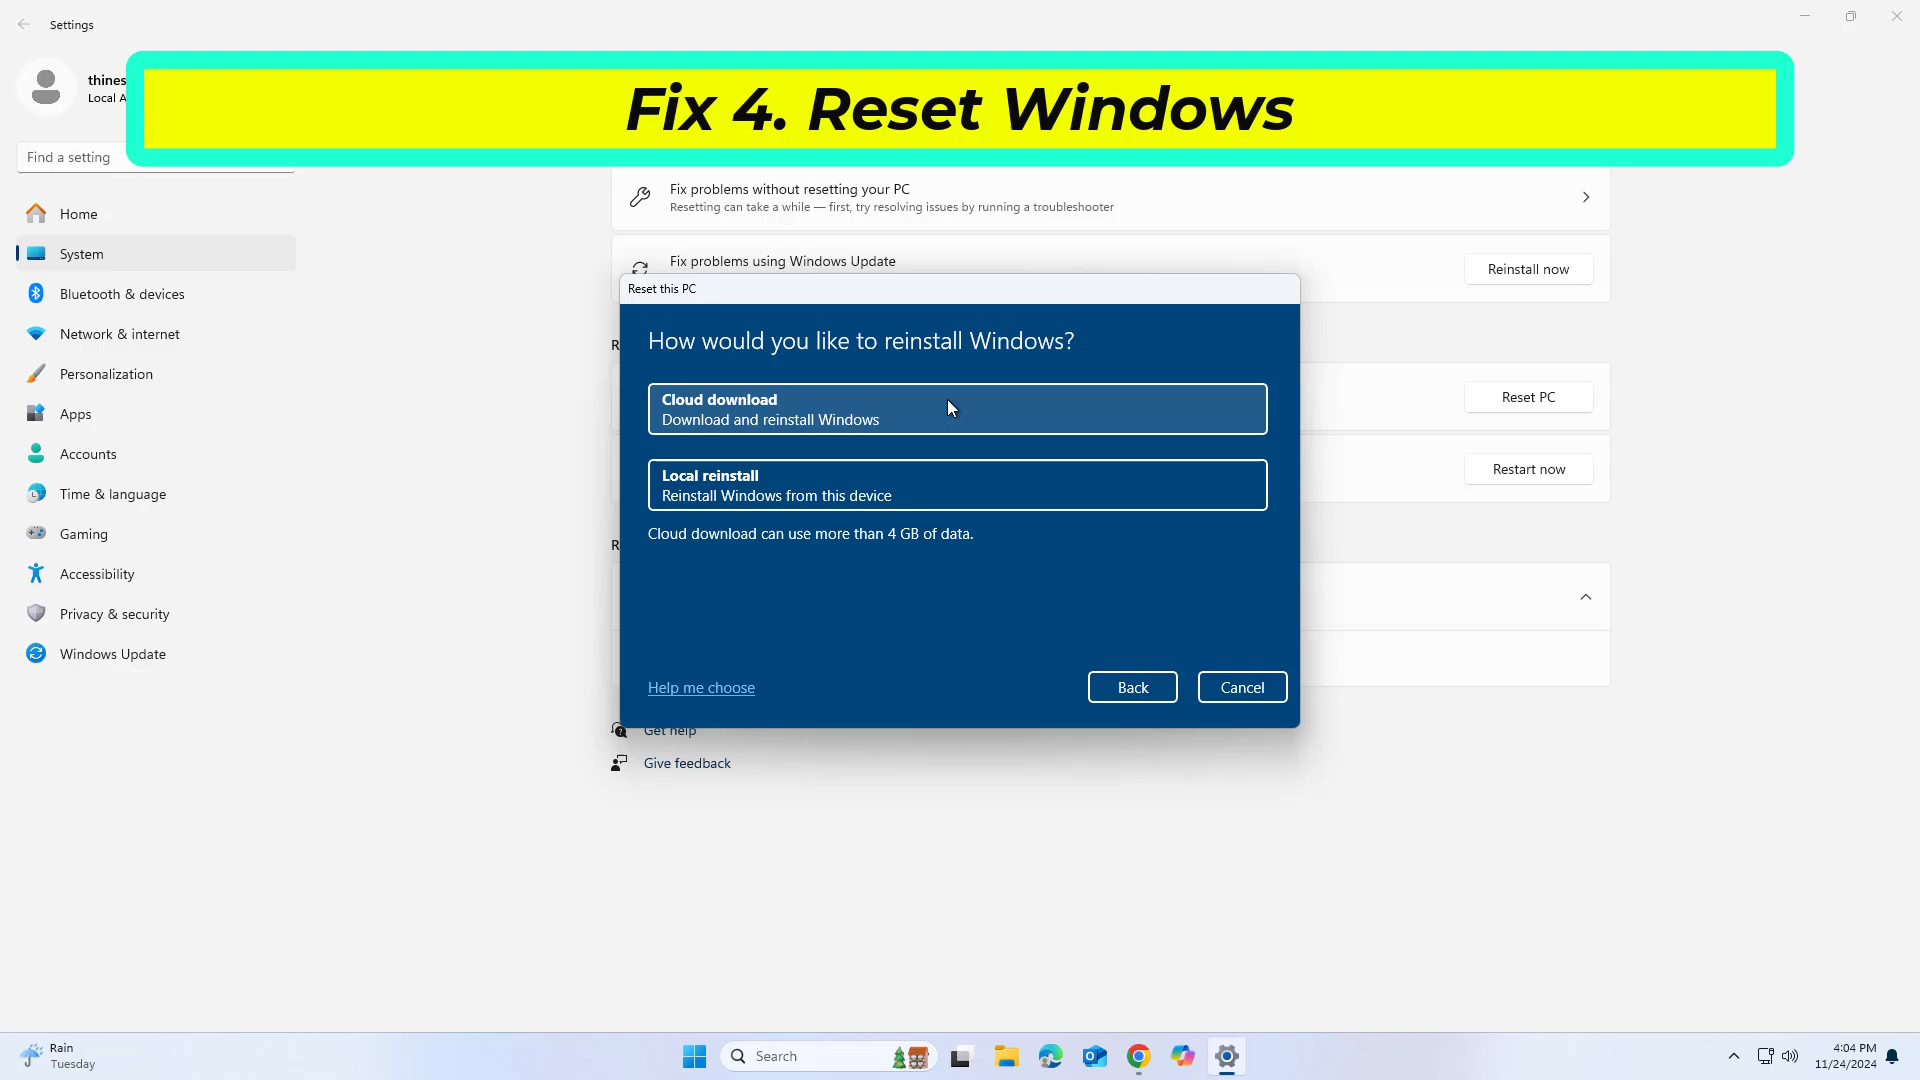 Settings
Fix 4. Reset Windows
thines
Local A
Find a setting
Home
System
Bluetooth & devices
Network & internet
Personalization
Apps
Accounts
Time & language
Gaming
Accessibility
Privacy & security
Windows Update
Fix problems without resetting your PC
Resetting can take a while — first, try resolving issues by running a troubleshooter
Fix problems using Windows Update
Reinstall now
R
Reset PC
Restart now
R
Reset this PC
How would you like to reinstall Windows?
Cloud download
Download and reinstall Windows
Local reinstall
Reinstall Windows from this device
Cloud download can use more than 4 GB of data.
Help me choose
Back
Cancel
Get help
Give feedback
Rain
Tuesday
Search
4:04 PM
11/24/2024